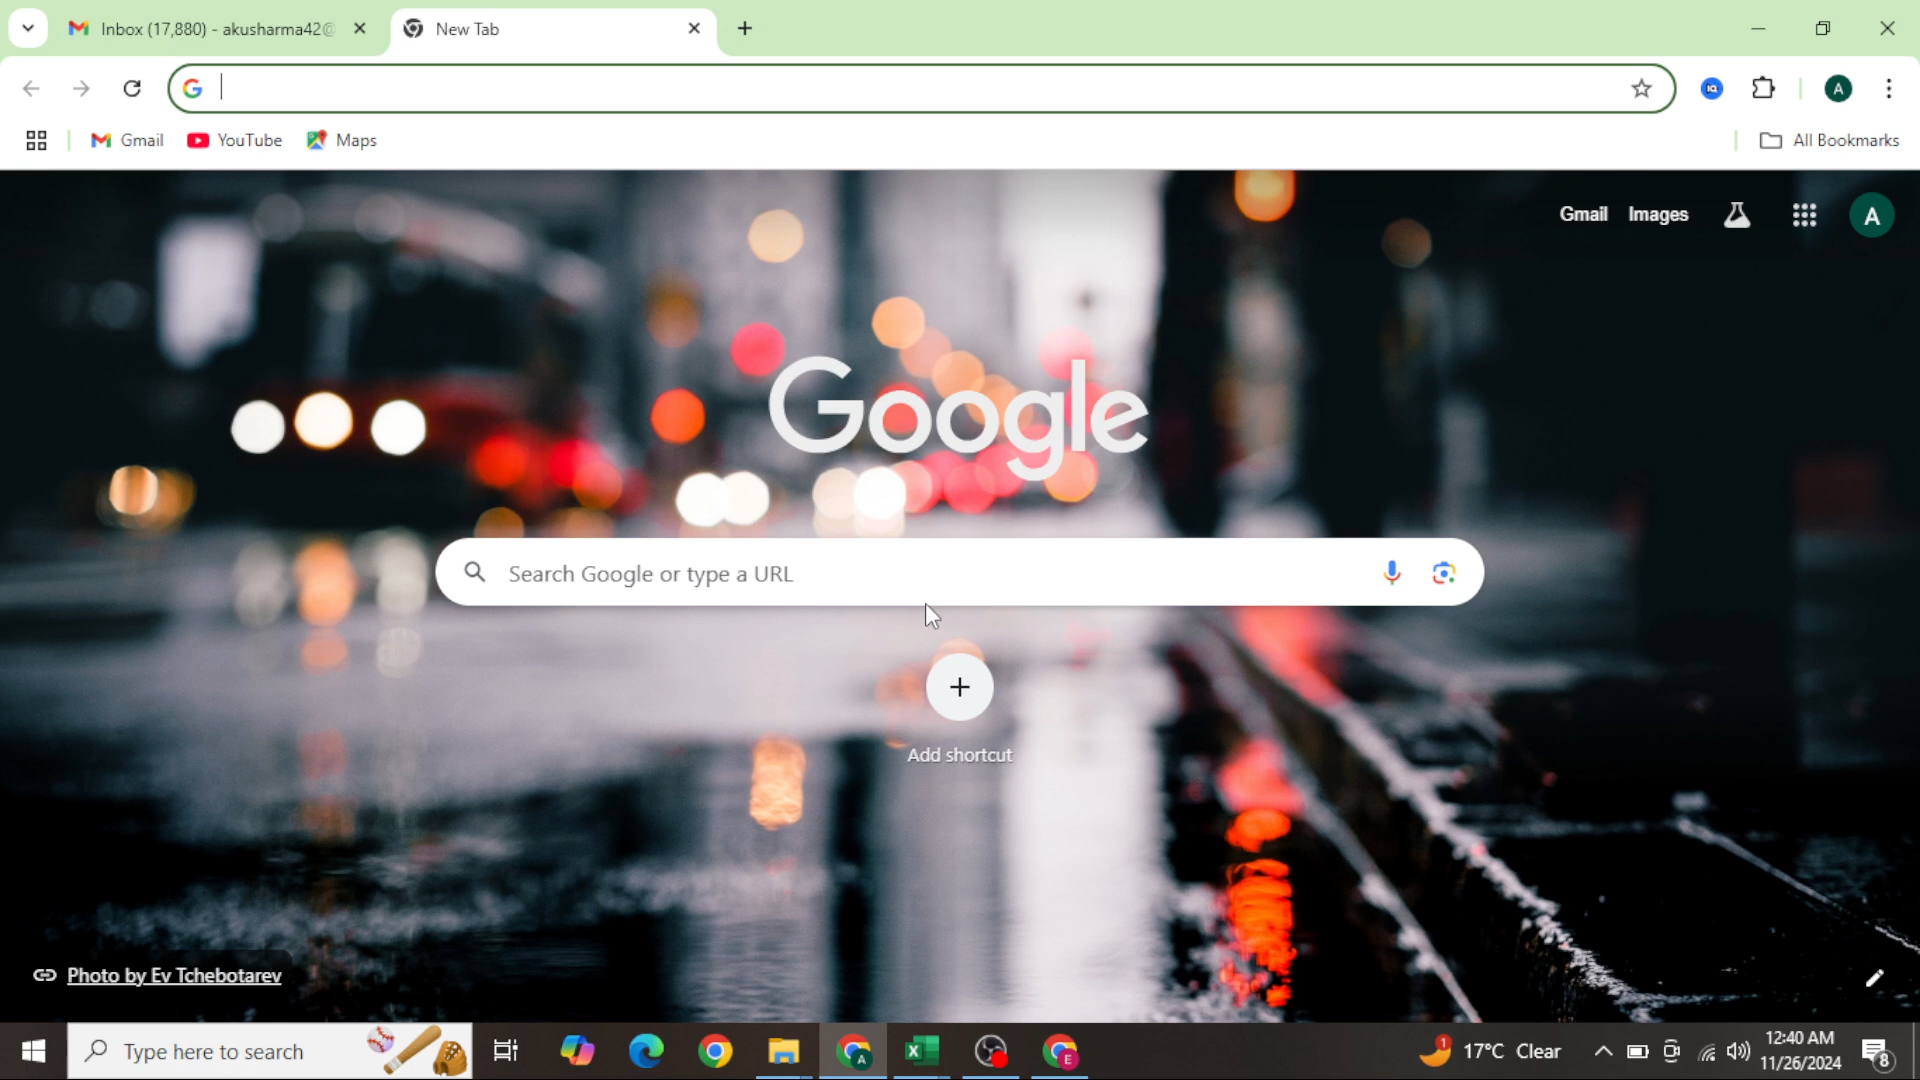 Inbox (17,880) - akusharma42@
New Tab
Gmail
YouTube
Maps
All Bookmarks
Gmail
Images
A
A
Google
Search Google or type a URL
Add shortcut
Photo by Ev Tchebotarev
Type here to search
17°C Clear
12:40 AM
11/26/2024
8